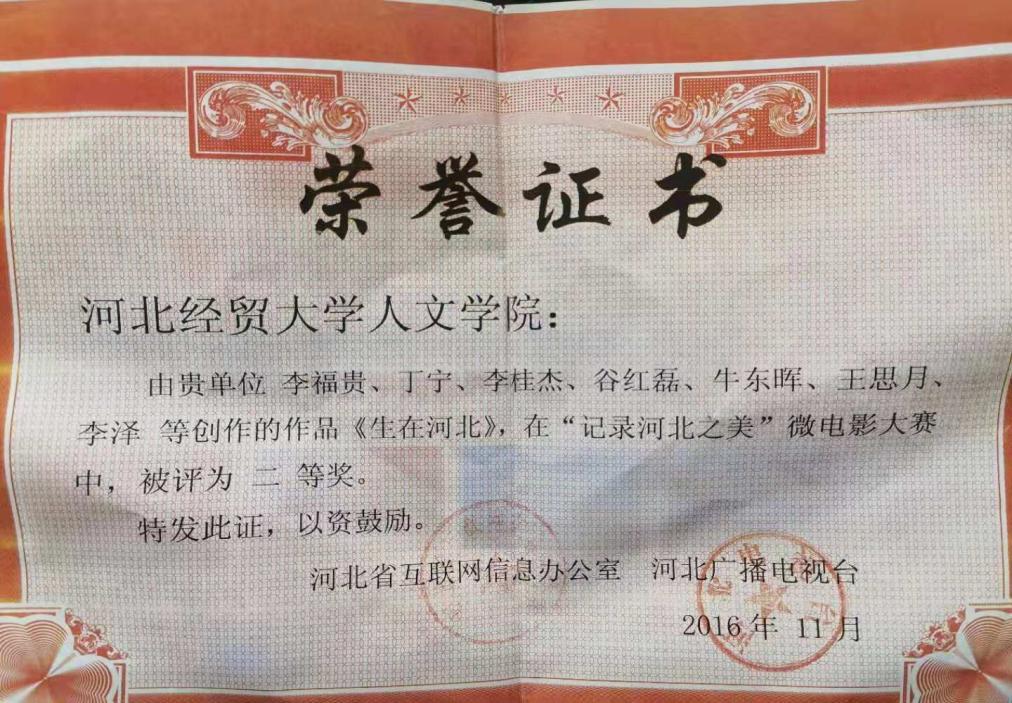 荣誉证书
河北经贸大学人文学院：
由贵单位 李福贵、丁宁、李桂杰、谷红磊、牛东晖、王思月、
李泽 等创作的作品《生在河北》，在“记录河北之美”微电影大赛
中，被评为 二 等奖。
特发此证，以资鼓励。
河北省互联网信息办公室 河北广播电视台
2016年 11月